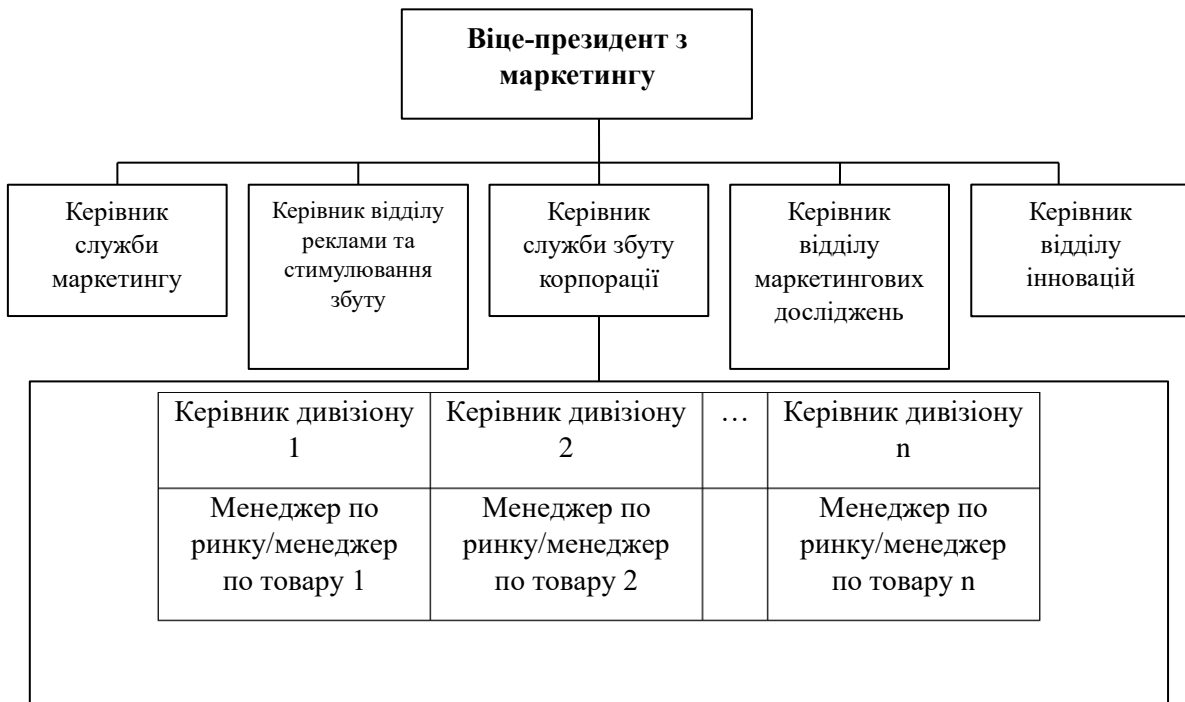 Віце-президент з
маркетингу
Керівник
служби
маркетингу
Керівник відділу
реклами та
стимулювання
збуту
Керівник
служби збуту
корпорації
Керівник
відділу
маркетингових
досліджень
Керівник
відділу
інновацій
Керівник дивізіону
1
Керівник дивізіону
2
…
Керівник дивізіону
n
Менеджер по
ринку/менеджер
по товару 1
Менеджер по
ринку/менеджер
по товару 2
Менеджер по
ринку/менеджер
по товару n